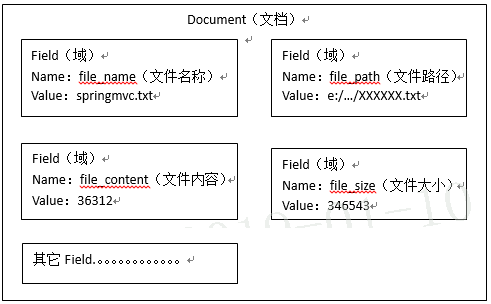 Document（文档）
Field（域）
Name：file_name（文件名称）
Value：springmvc.txt
Field（域）
Name：file_path（文件路径）
Value：e:/…/XXXXXX.txt
Field（域）
Name：file_content（文件内容）
Value：36312
Field（域）
Name：file_size（文件大小）
Value：346543
其它 Field.。。。。。。。。。。。。